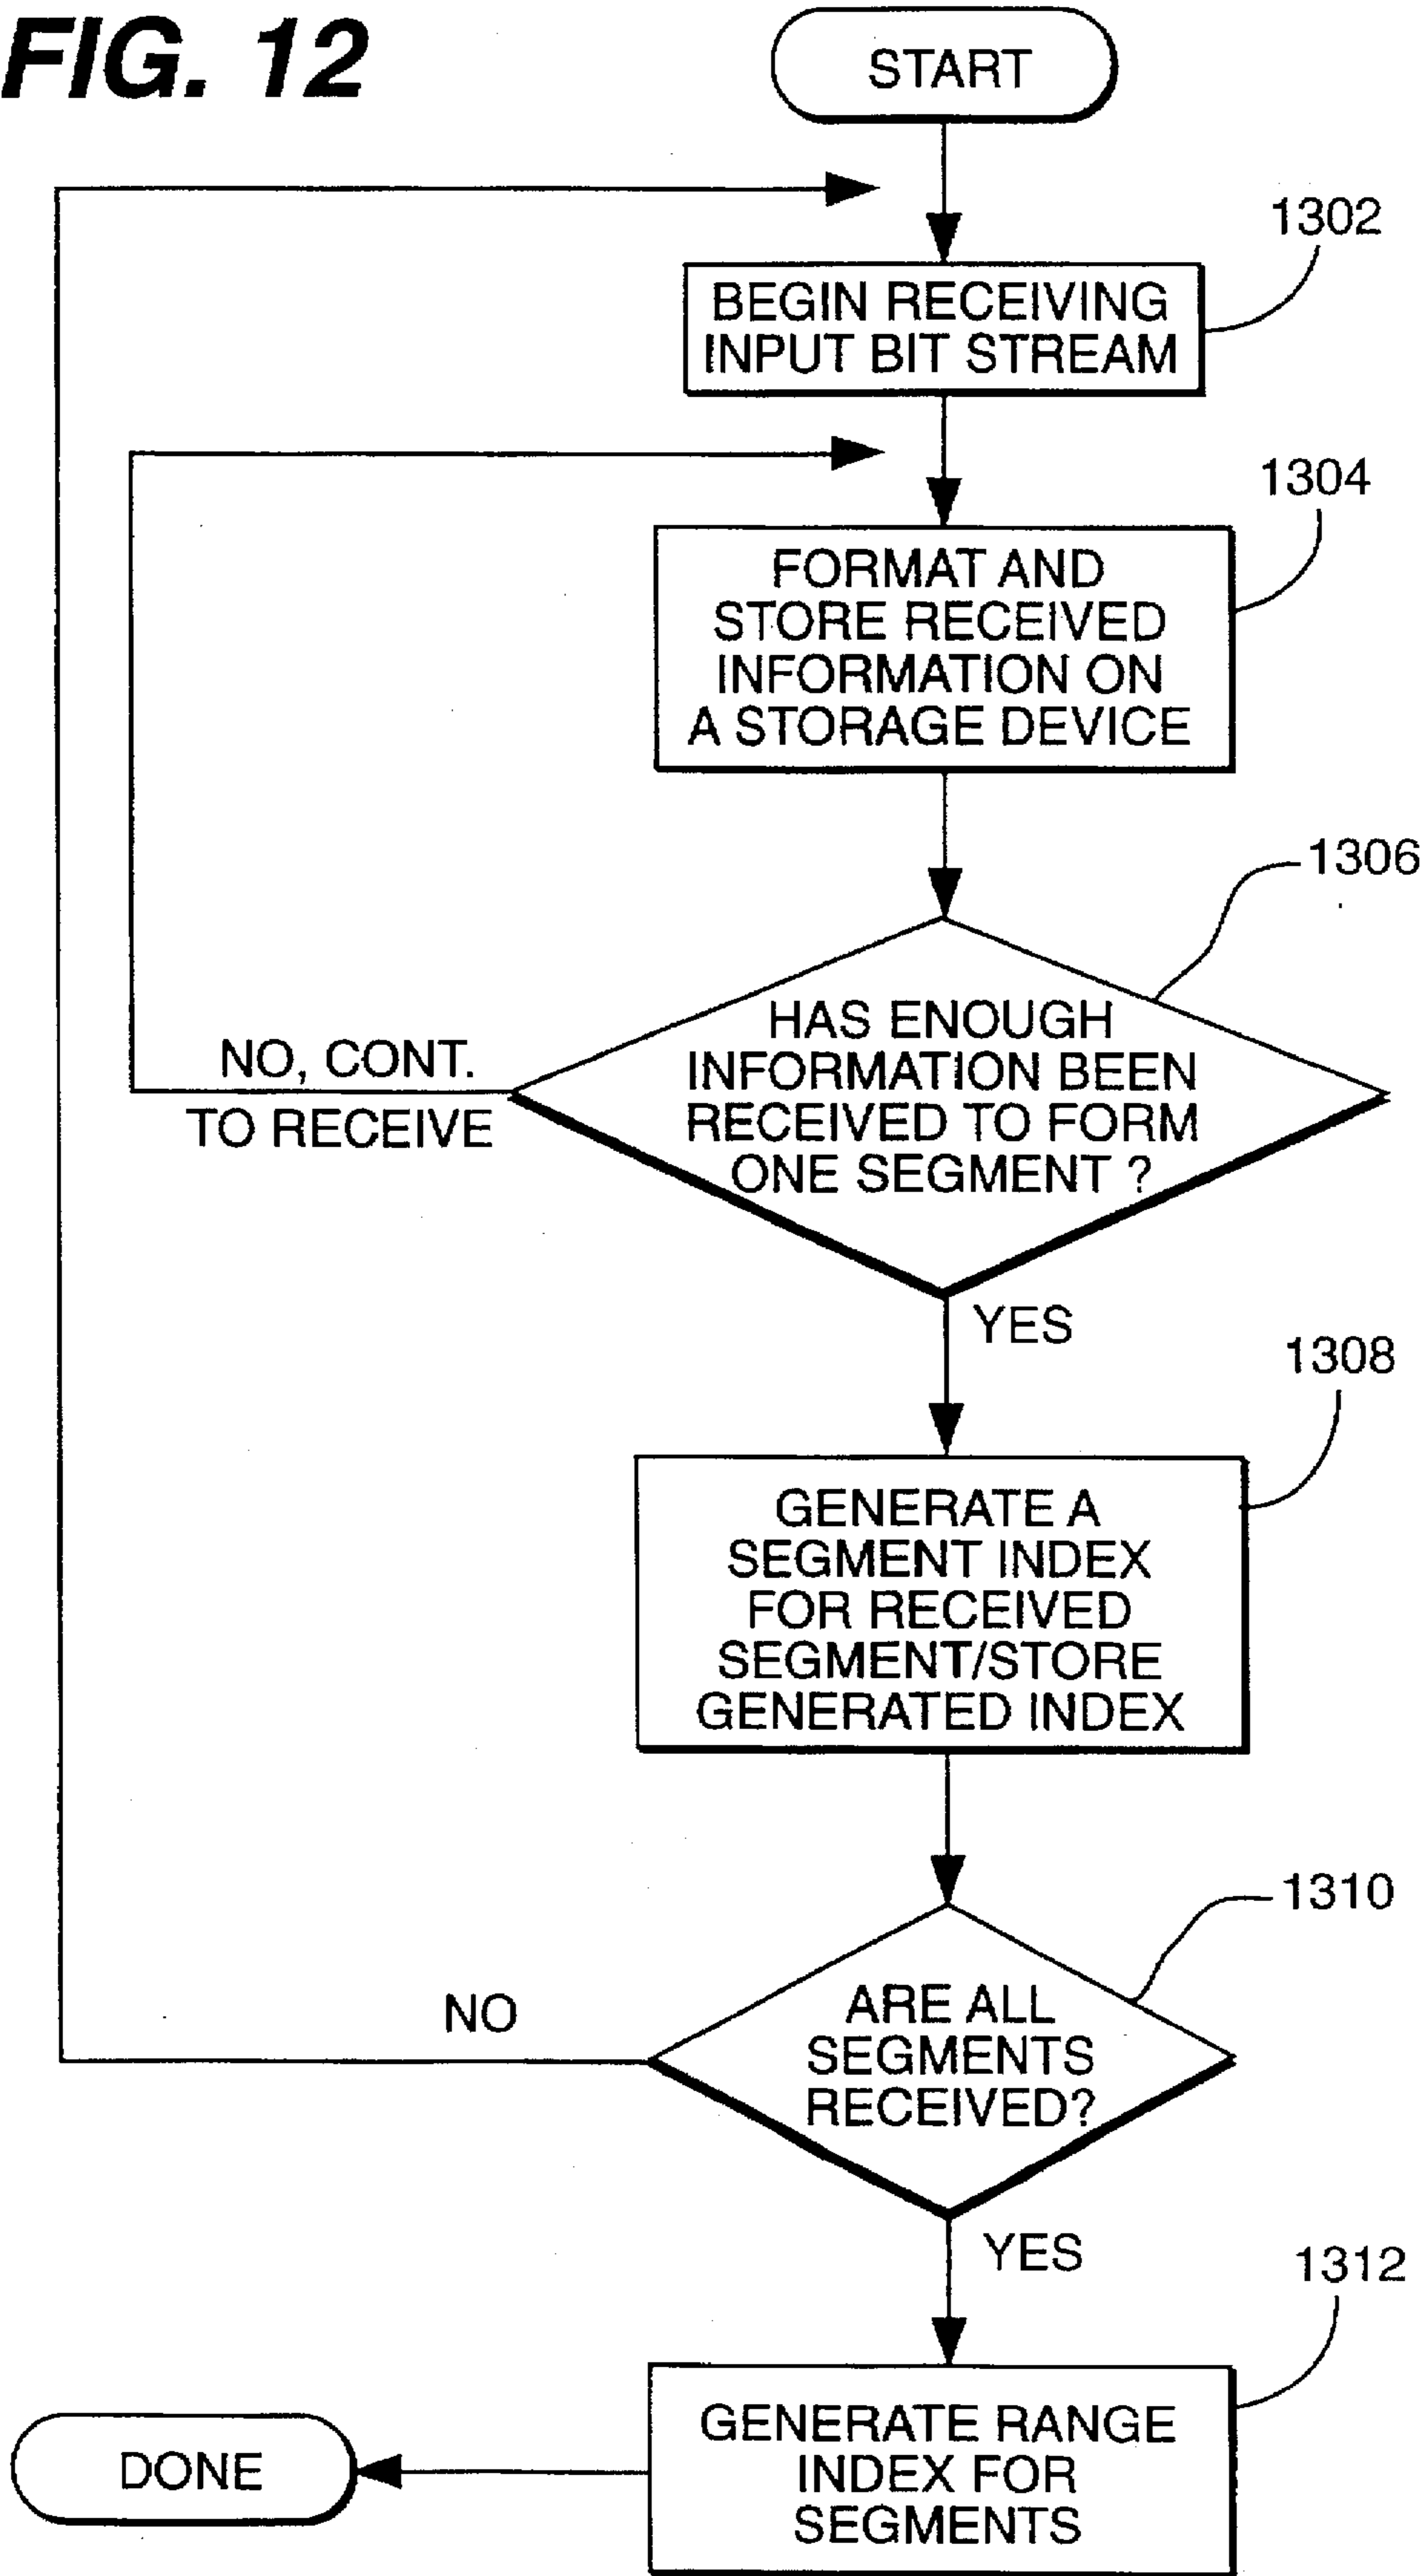 FIG. 12
START
1302
BEGIN RECEIVING
INPUT BIT STREAM
1304
FORMAT AND
STORE RECEIVED
INFORMATION ON
A STORAGE DEVICE
1306
HAS ENOUGH
INFORMATION BEEN
RECEIVED TO FORM
ONE SEGMENT ?
NO, CONT.
TO RECEIVE
YES
1308
GENERATE A
SEGMENT INDEX
FOR RECEIVED
SEGMENT/STORE
GENERATED INDEX
1310
ARE ALL
SEGMENTS
RECEIVED?
NO
YES
1312
GENERATE RANGE
INDEX FOR
SEGMENTS
DONE